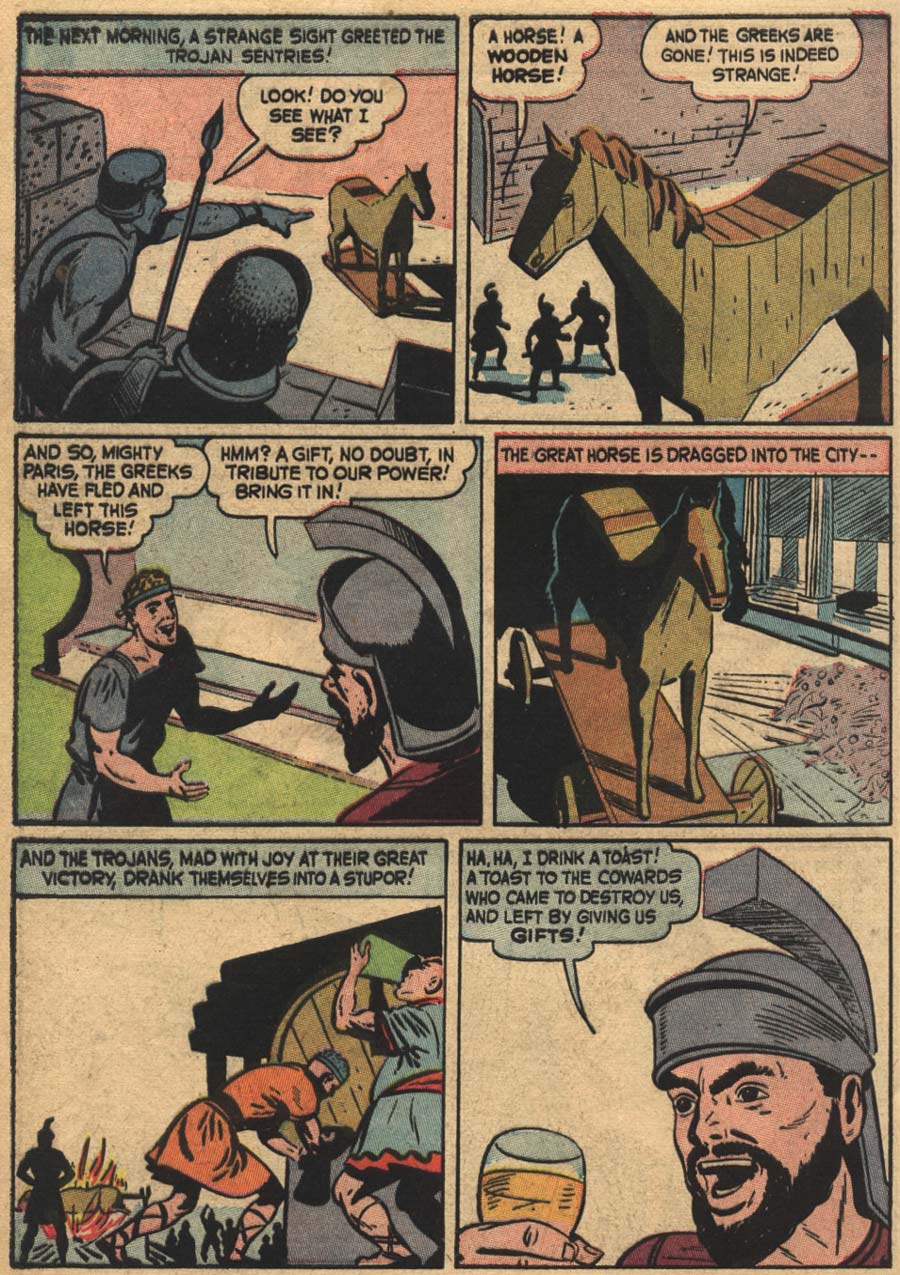 THE NEXT MORNING, A STRANGE SIGHT GREETED THE
TROJAN SENTRIES!
LOOK! DO YOU
SEE WHAT I
SEE?
A HORSE! A
WOODEN
HORSE!
AND THE GREEKS ARE
GONE! THIS IS INDEED
STRANGE!
AND SO, MIGHTY
PARIS, THE GREEKS
HAVE FLED AND
LEFT THIS
HORSE!
HMM? A GIFT, NO DOUBT, IN
TRIBUTE TO OUR POWER!
BRING IT IN!
THE GREAT HORSE IS DRAGGED INTO THE CITY--
AND THE TROJANS, MAD WITH JOY AT THEIR GREAT
VICTORY, DRANK THEMSELVES INTO A STUPOR!
HA, HA, I DRINK A TOAST!
A TOAST TO THE COWARDS
WHO CAME TO DESTROY US,
AND LEFT BY GIVING US
GIFTS!